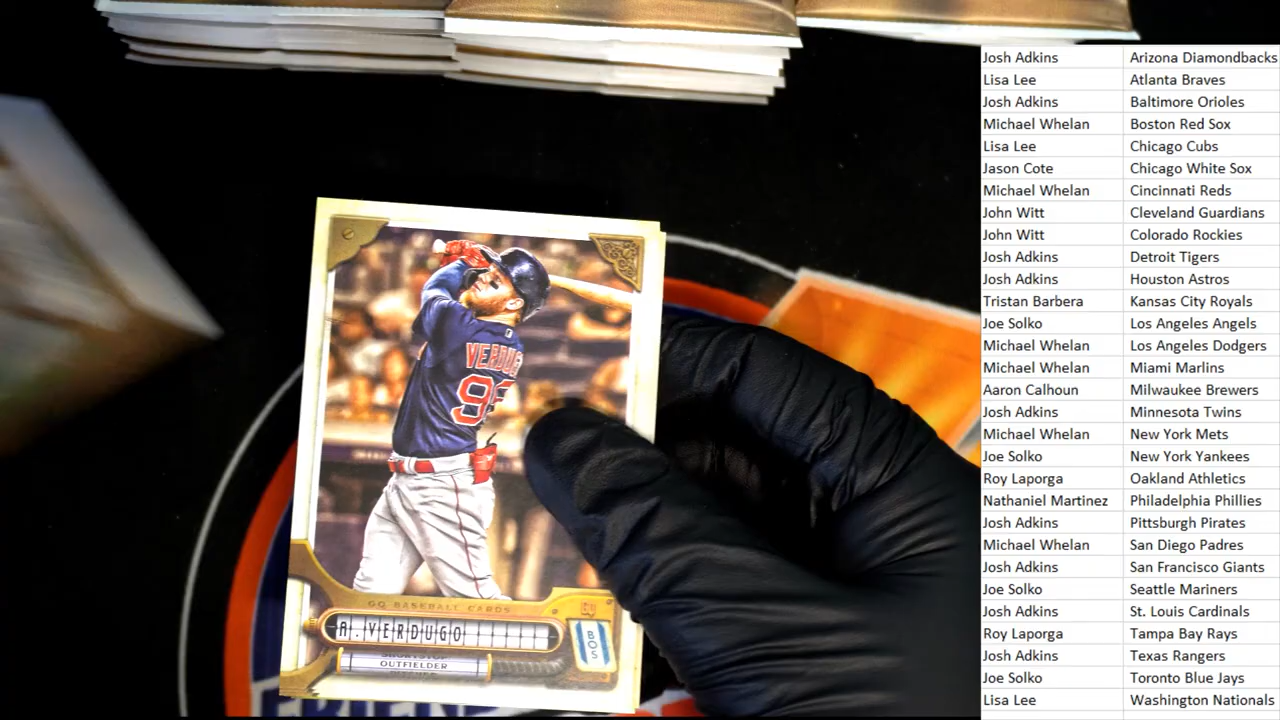 VERDUG
99
GQ BASEBALL CARDS
GQ
A.VERDUGO
SHORTSTOP
OUTFIELDER
PITCHER
BOS
Josh Adkins Arizona Diamondbacks
Lisa Lee Atlanta Braves
Josh Adkins Baltimore Orioles
Michael Whelan Boston Red Sox
Lisa Lee Chicago Cubs
Jason Cote Chicago White Sox
Michael Whelan Cincinnati Reds
John Witt Cleveland Guardians
John Witt Colorado Rockies
Josh Adkins Detroit Tigers
Josh Adkins Houston Astros
Tristan Barbera Kansas City Royals
Joe Solko Los Angeles Angels
Michael Whelan Los Angeles Dodgers
Michael Whelan Miami Marlins
Aaron Calhoun Milwaukee Brewers
Josh Adkins Minnesota Twins
Michael Whelan New York Mets
Joe Solko New York Yankees
Roy Laporga Oakland Athletics
Nathaniel Martinez Philadelphia Phillies
Josh Adkins Pittsburgh Pirates
Michael Whelan San Diego Padres
Josh Adkins San Francisco Giants
Joe Solko Seattle Mariners
Josh Adkins St. Louis Cardinals
Roy Laporga Tampa Bay Rays
Josh Adkins Texas Rangers
Joe Solko Toronto Blue Jays
Lisa Lee Washington Nationals